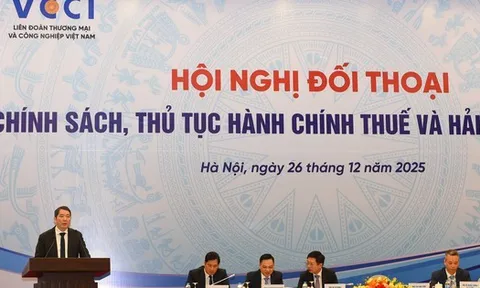 VCCI
LIÊN ĐOÀN THƯƠNG MẠI
VÀ CÔNG NGHIỆP VIỆT NAM
HỘI NGHỊ ĐỐI THOẠI
CHÍNH SÁCH, THỦ TỤC HÀNH CHÍNH THUẾ VÀ HẢI
Hà Nội, ngày 26 tháng 12 năm 2025